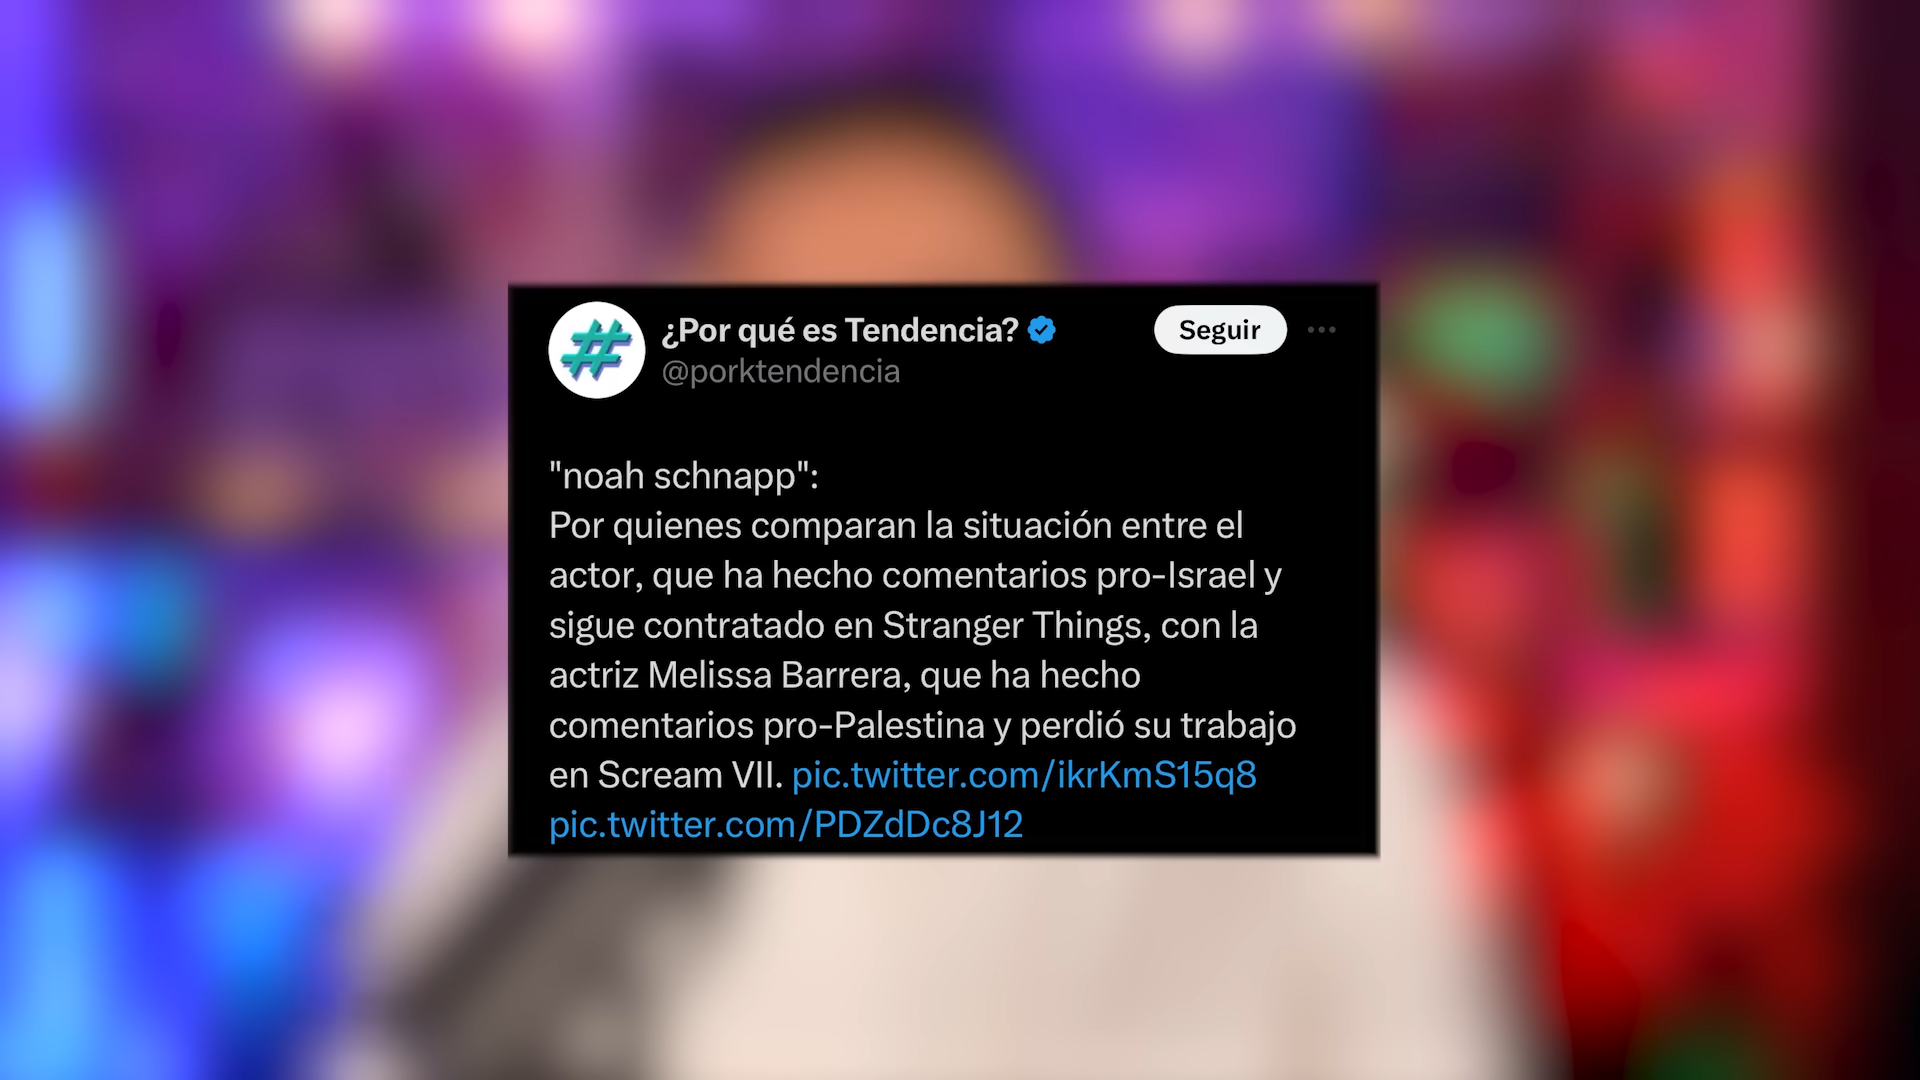 ¿Por qué es Tendencia?
Seguir
@porktendencia
"noah schnapp":
Por quienes comparan la situación entre el
actor, que ha hecho comentarios pro-Israel y
sigue contratado en Stranger Things, con la
actriz Melissa Barrera, que ha hecho
comentarios pro-Palestina y perdió su trabajo
en Scream VII. pic.twitter.com/ikrKmS15q8
pic.twitter.com/PDZdDc8J12